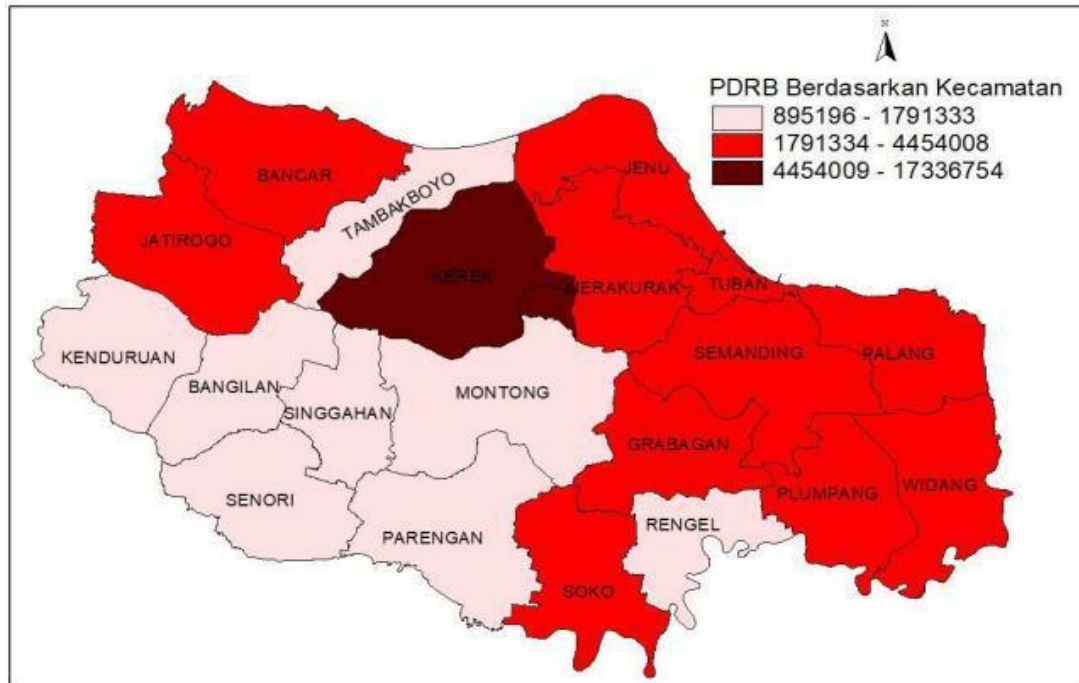 PDRB Berdasarkan Kecamatan
895196 - 1791333
1791334 - 4454008
4454009 - 17336754
BANCAR
TAMBAKBOYO
JENU
JATIROGO
KEREK
MERAKURAK
TUBAN
KENDURUAN
BANGILAN
SINGGAHAN
MONTONG
SEMANDING
PALANG
GRABAGAN
SENORI
PARENGAN
RENGEL
PLUMPANG
WIDANG
SOKO